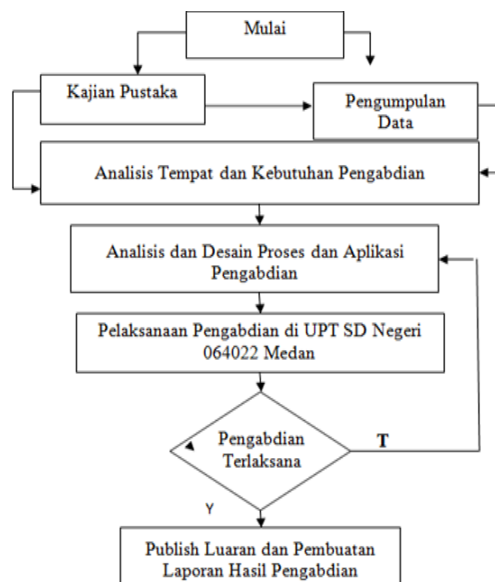 Mulai
Kajian Pustaka
Pengumpulan
Data
Analisis Tempat dan Kebutuhan Pengabdian
Analisis dan Desain Proses dan Aplikasi
Pengabdian
Pelaksanaan Pengabdian di UPT SD Negeri
064022 Medan
Pengabdian
Terlaksana
T
Y
Publish Luaran dan Pembuatan
Laporan Hasil Pengabdian